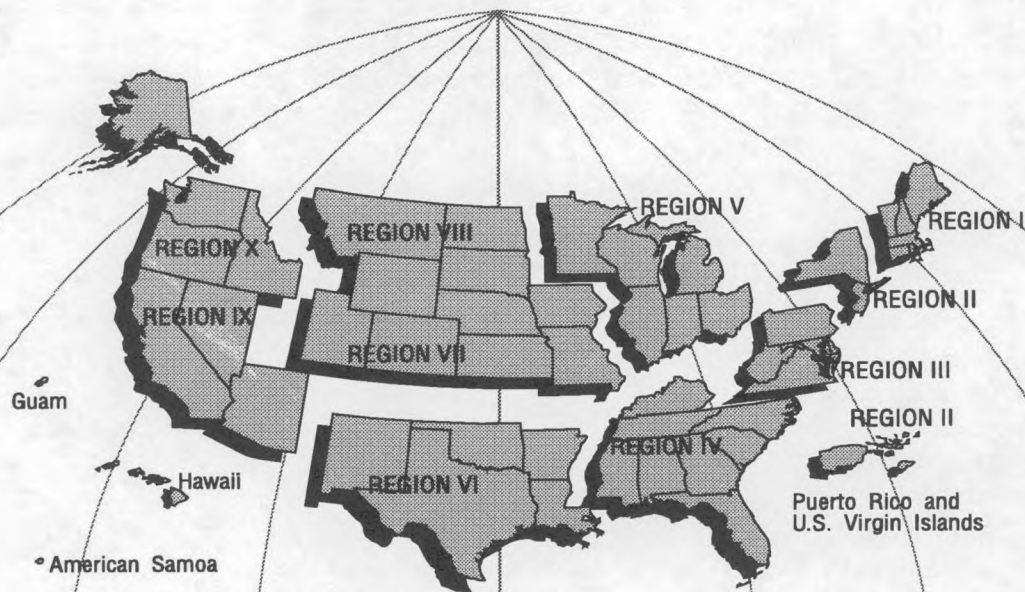 REGION V
REGION I
REGION VIII
REGION X
REGION II
REGION IX
REGION VII
REGION III
Guam
REGION II
REGION IV
Hawaii
REGION VI
Puerto Rico and
U.S. Virgin Islands
American Samoa